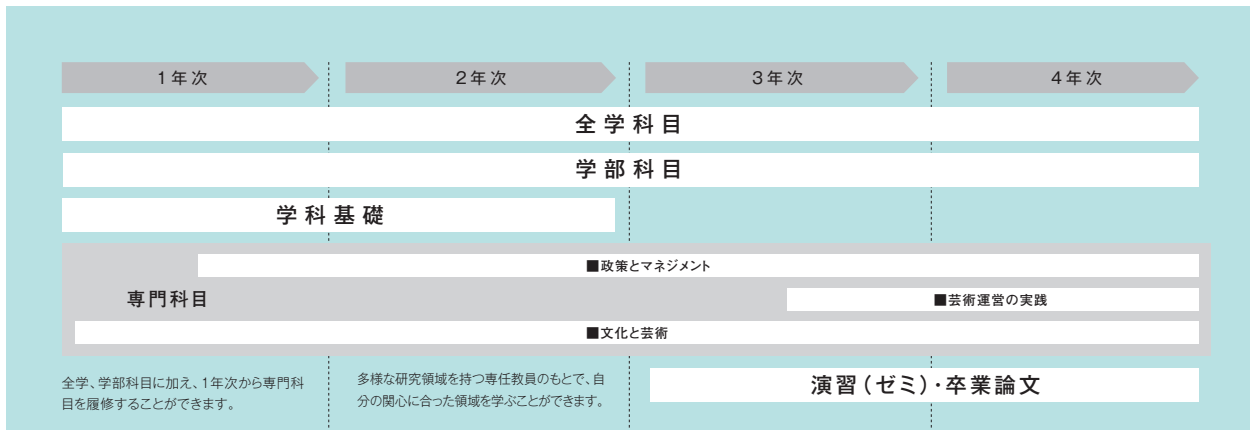 1年次
2年次
3年次
4年次
全学科目
学部科目
学科基礎
■政策とマネジメント
専門科目
■芸術運営の実践
■文化と芸術
全学、学部科目に加え、1年次から専門科
目を履修することができます。
多様な研究領域を持つ専任教員のもとで、自
分の関心に合った領域を学ぶことができます。
演習(ゼミ)・卒業論文